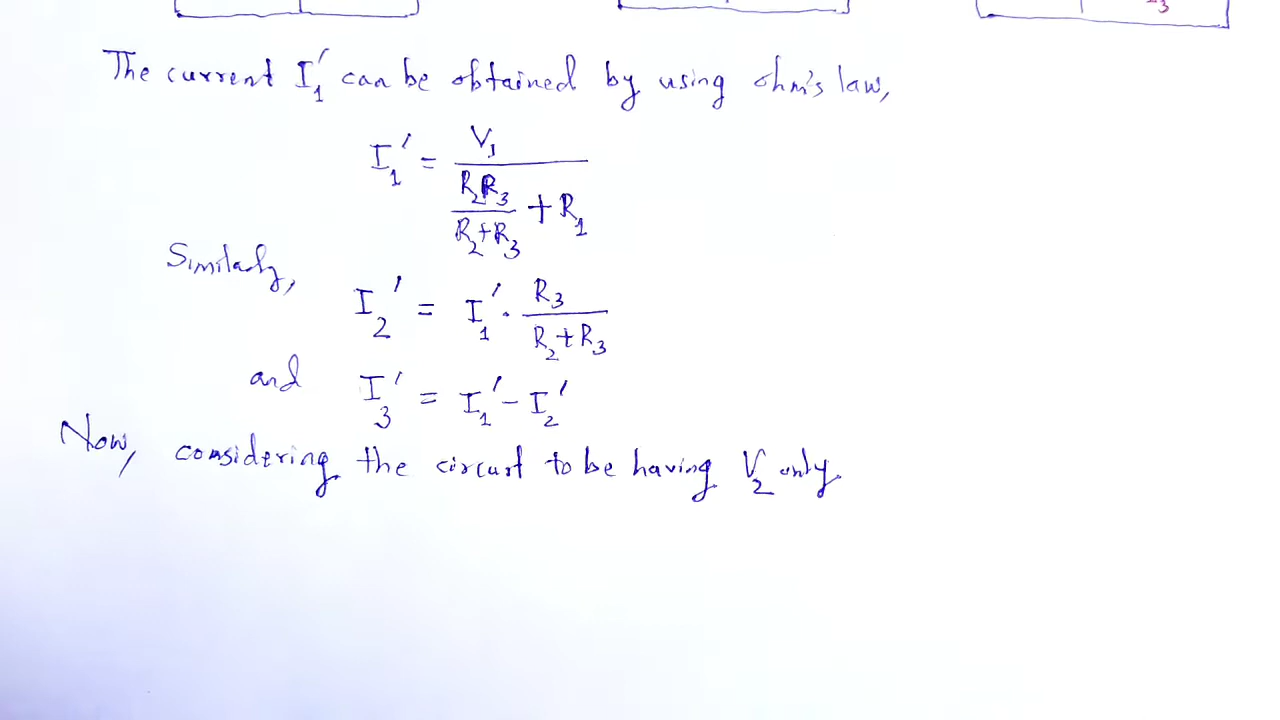 I₃
The current I₁′ can be obtained by using ohm's law,
I₁′ = V₁ / (R₂R₃ / (R₂+R₃) + R₁)
Similarly,
I₂′ = I₁′ · R₃ / (R₂+R₃)
and I₃′ = I₁′ - I₂′
Now, considering the circuit to be having V₂ only.